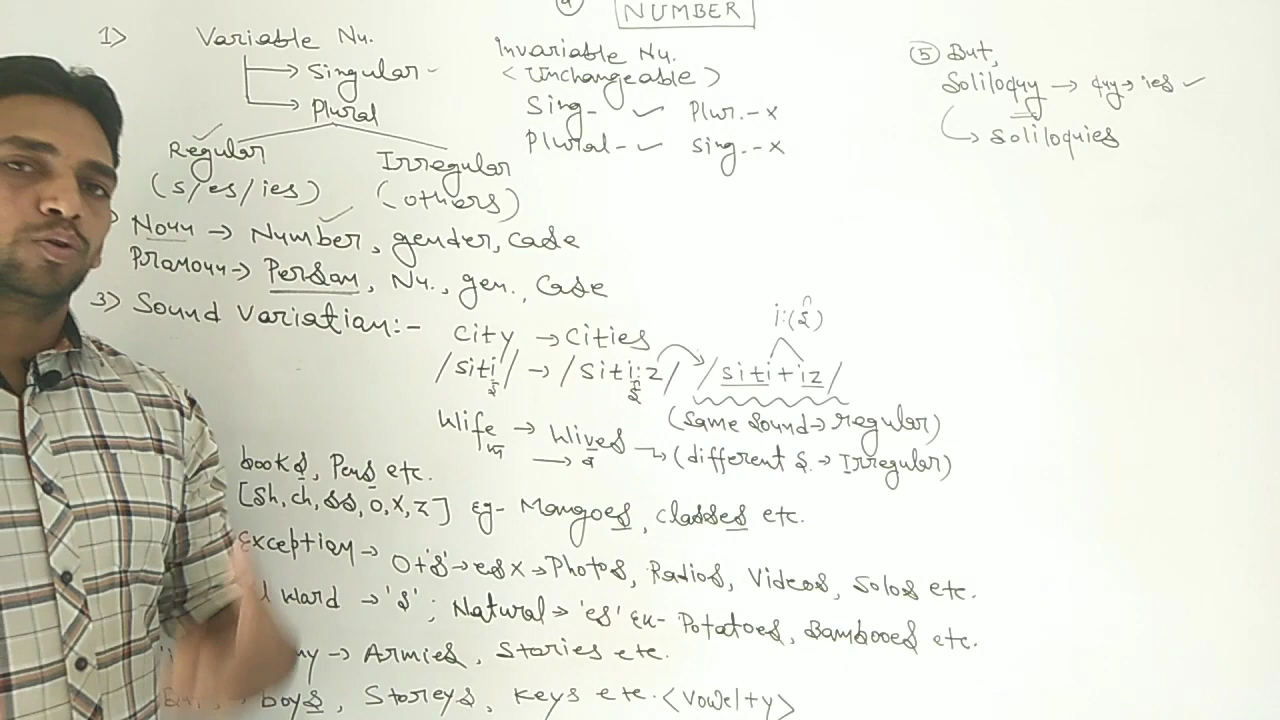 4 NUMBER
1> Variable Nu.
→ Singular
→ Plural
Regular
(s/es/ies)
Irregular
(others)
Invariable Nu.
<Unchangeable>
Sing- ✓ Plur.-x
Plural- ✓ Sing.-x
⑤ But,
Soliloquy → quy→ies ✓
→ Soliloquies
Noun → Number, gender, case
Pronoun → Person, Nu., gen., Case
3> Sound Variation:-
City → Cities
/siti/ → /siti:z/ /siti+iz/
i:(ई)
(Same Sound→regular)
Wife → Wives → (different S.→Irregular)
books, Pens etc.
[Sh, ch, ss, o, x, z] eg- Mangoes, classes etc.
Exception → O+'s'→es x→Photos, Radios, Videos, Solos etc.
word →'s'; Natural→'es' Ex- Potatoes, Bambooes etc.
my → Armies, Stories etc.
→ boys, Storeys, Keys etc. <Vowel+y>